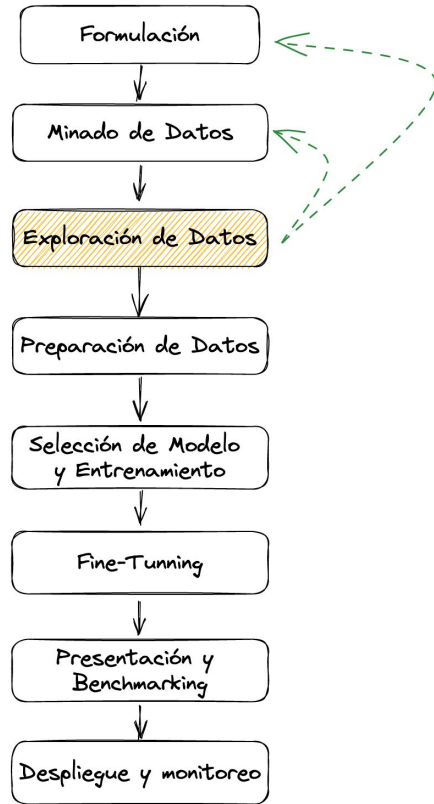 Formulación
Minado de Datos
Exploración de Datos
Preparación de Datos
Selección de Modelo
y Entrenamiento
Fine-Tunning
Presentación y
Benchmarking
Despliegue y monitoreo